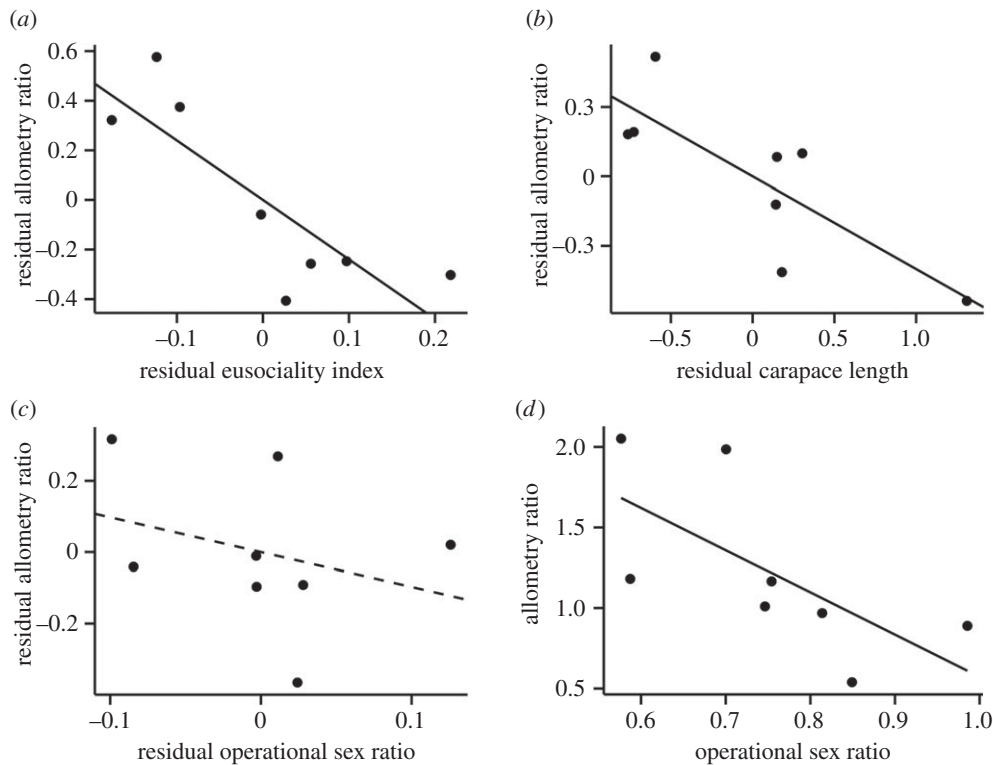 (a)
0.6
0.4
0.2
0
−0.2
−0.4
residual allometry ratio
−0.1
0
0.1
0.2
residual eusociality index
(b)
0.3
0
−0.3
residual allometry ratio
−0.5
0
0.5
1.0
residual carapace length
(c)
0.2
0
−0.2
residual allometry ratio
−0.1
0
0.1
residual operational sex ratio
(d)
2.0
1.5
1.0
0.5
allometry ratio
0.6
0.7
0.8
0.9
1.0
operational sex ratio